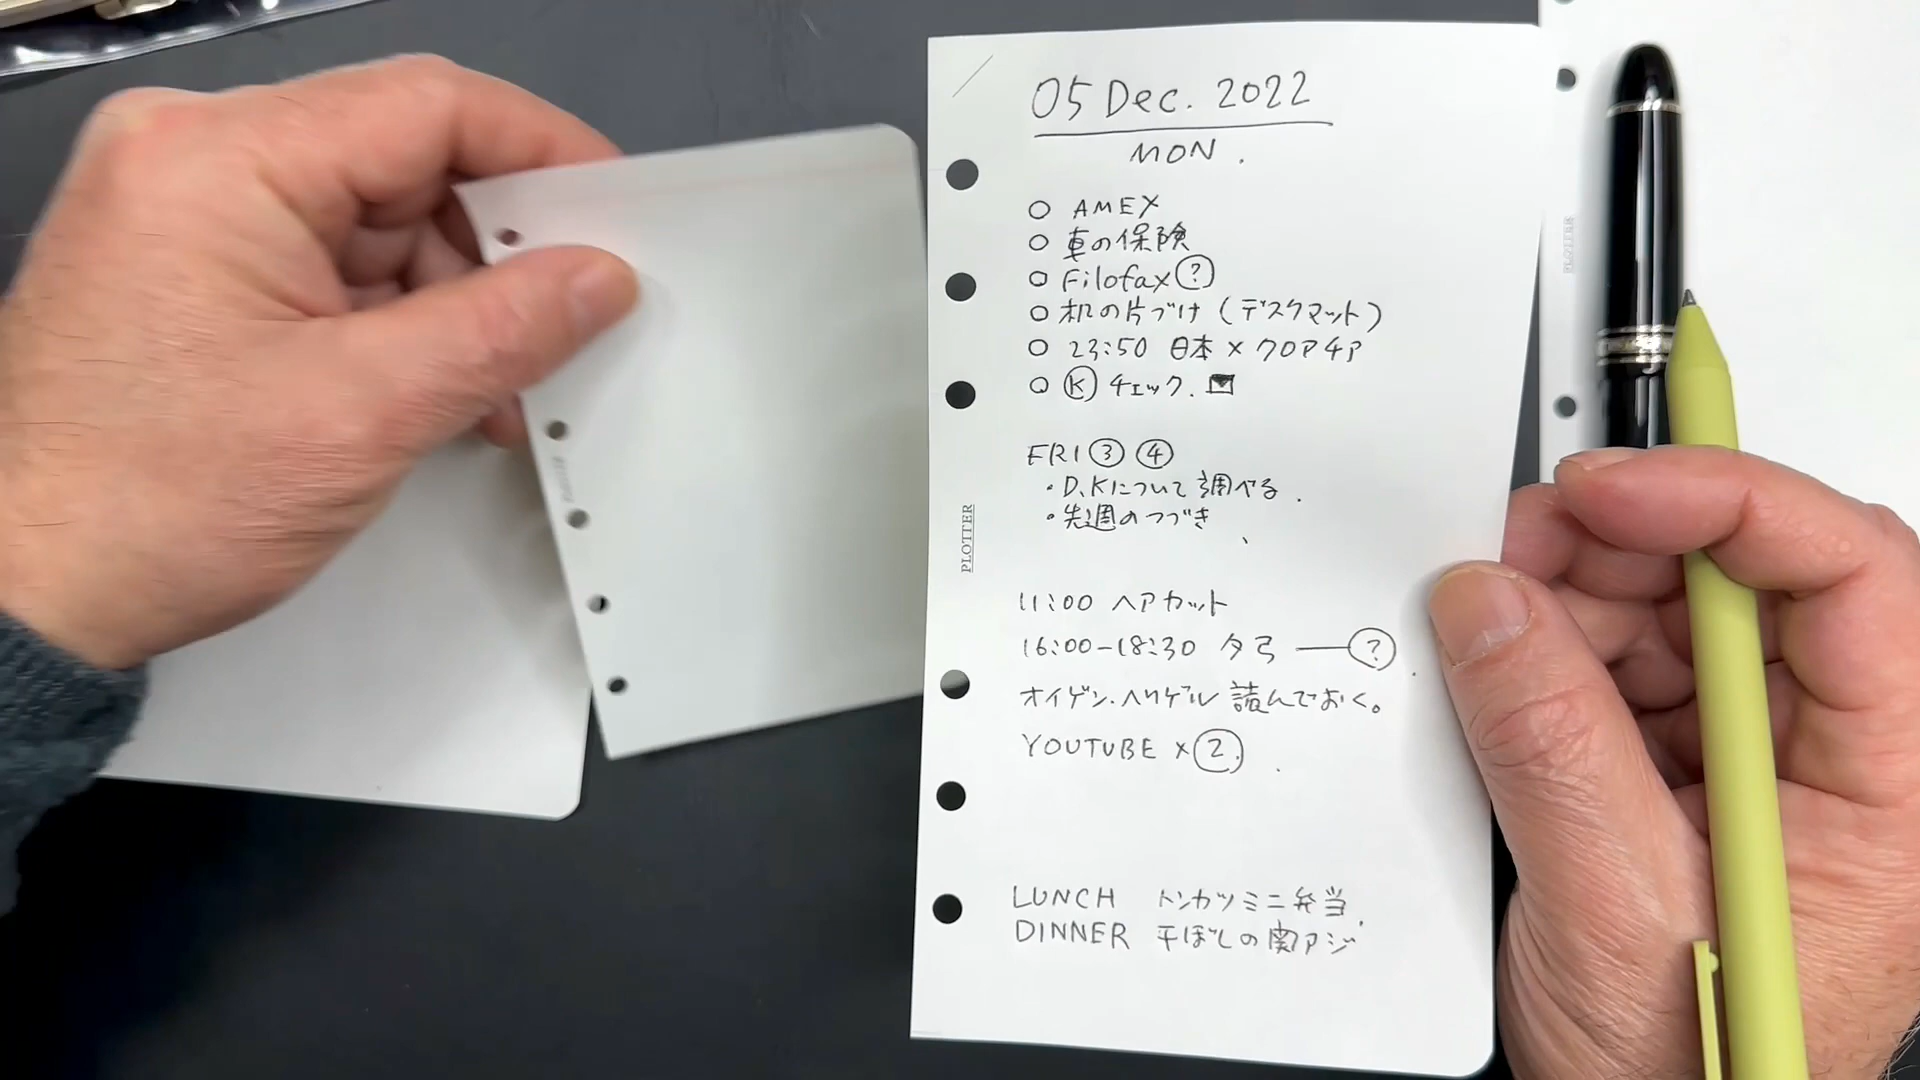 05 Dec. 2022
MON.
○ AMEX
○ 車の保険
○ Filofax ?
○ 机の片づけ (デスクマット)
○ 23:50 日本×クロアチア
○ Ⓚ チェック.
FRI ③ ④
・D.Kについて調べる.
・先週のつづき
PLOTTER
11:00 ヘアカット
16:00-18:30 夕弓 — ?
オイゲン・ヘリゲル 読んでおく。
YOUTUBE × ②
LUNCH トンカツミニ弁当
DINNER 干ぼしの アジ
PLOTTER